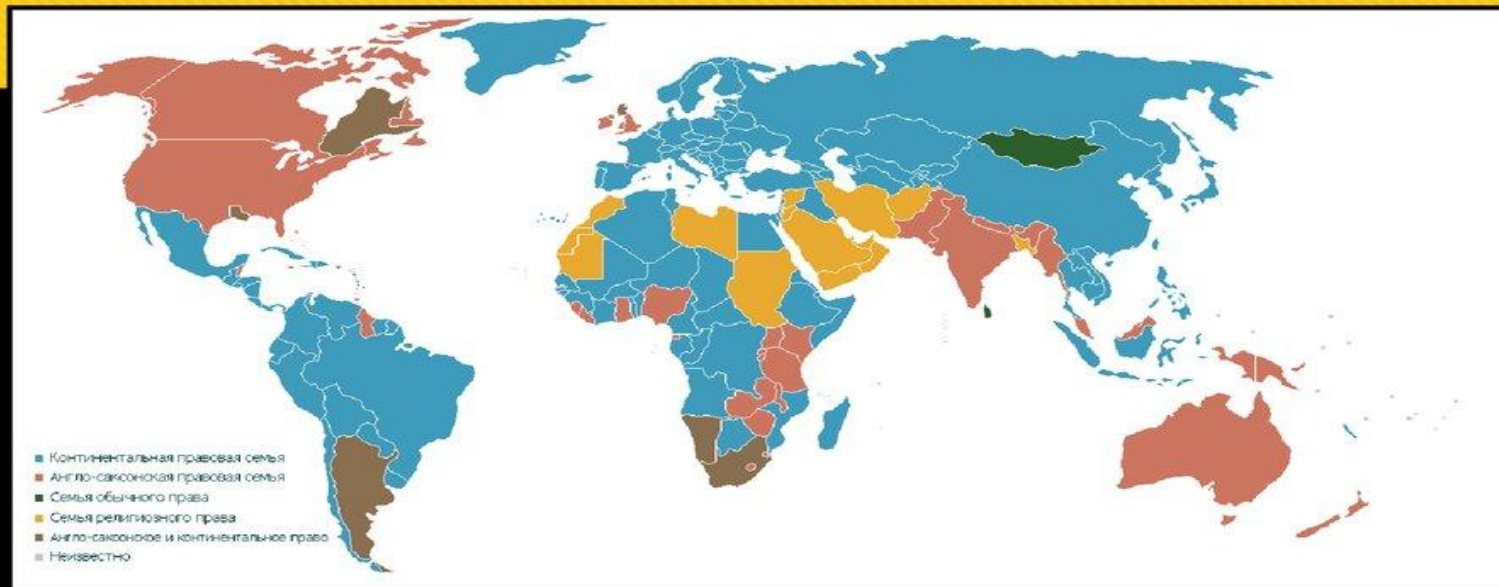 Континентальная правовая семья
Англо-саксонская правовая семья
Семья обычного права
Семья религиозного права
Англо-саксонское и континентальное право
Неизвестно